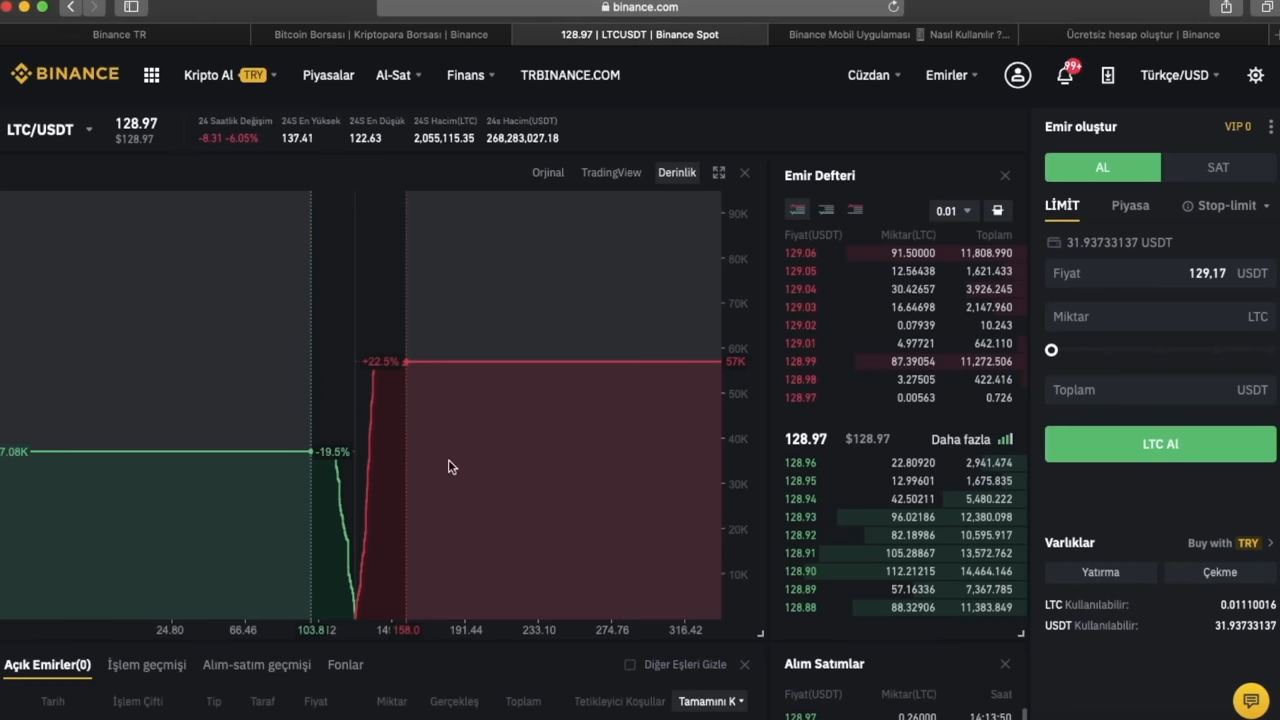 binance.com
Binance TR
Bitcoin Borsası | Kriptopara Borsası | Binance
128.97 | LTCUSDT | Binance Spot
Binance Mobil Uygulaması Nasıl Kullanılır ?...
Ücretsiz hesap oluştur | Binance
BINANCE
Kripto Al TRY
Piyasalar
Al-Sat
Finans
TRBINANCE.COM
Cüzdan
Emirler
99+
Türkçe/USD
LTC/USDT
128.97
$128.97
24 Saatlik Değişim
-8.31 -6.05%
24S En Yüksek
137.41
24S En Düşük
122.63
24S Hacim(LTC)
2,055,115.35
24s Hacim(USDT)
268,283,027.18
Orjinal
TradingView
Derinlik
90K
80K
70K
60K
57K
50K
40K
30K
20K
10K
+22.5%
7.08K
-19.5%
24.80
66.46
103.812
14
158.0
191.44
233.10
274.76
316.42
Emir Defteri
0.01
Fiyat(USDT) Miktar(LTC) Toplam
129.06 91.50000 11,808.990
129.05 12.56438 1,621.433
129.04 30.42657 3,926.245
129.03 16.64698 2,147.960
129.02 0.07939 10.243
129.01 4.97721 642.110
128.99 87.39054 11,272.506
128.98 3.27505 422.416
128.97 0.00563 0.726
128.97 $128.97 Daha fazla
128.96 22.80920 2,941.474
128.95 12.99601 1,675.835
128.94 42.50211 5,480.222
128.93 96.02186 12,380.098
128.92 82.18986 10,595.917
128.91 105.28867 13,572.762
128.90 112.21215 14,464.146
128.89 57.16336 7,367.785
128.88 88.32906 11,383.849
Emir oluştur
VIP 0
AL
SAT
LİMİT
Piyasa
Stop-limit
31.93733137 USDT
Fiyat 129,17 USDT
Miktar LTC
Toplam USDT
LTC Al
Varlıklar
Buy with TRY
Yatırma
Çekme
LTC Kullanılabilir: 0.01110016
USDT Kullanılabilir: 31.93733137
Açık Emirler(0)
İşlem geçmişi
Alım-satım geçmişi
Fonlar
Diğer Eşleri Gizle
Tarih
İşlem Çifti
Tip
Taraf
Fiyat
Miktar
Gerçekleş
Toplam
Tetikleyici Koşullar
Tamamını K
Alım Satımlar
Fiyat(USDT) Miktar(LTC) Saat
128.97 0.26000 14:13:50